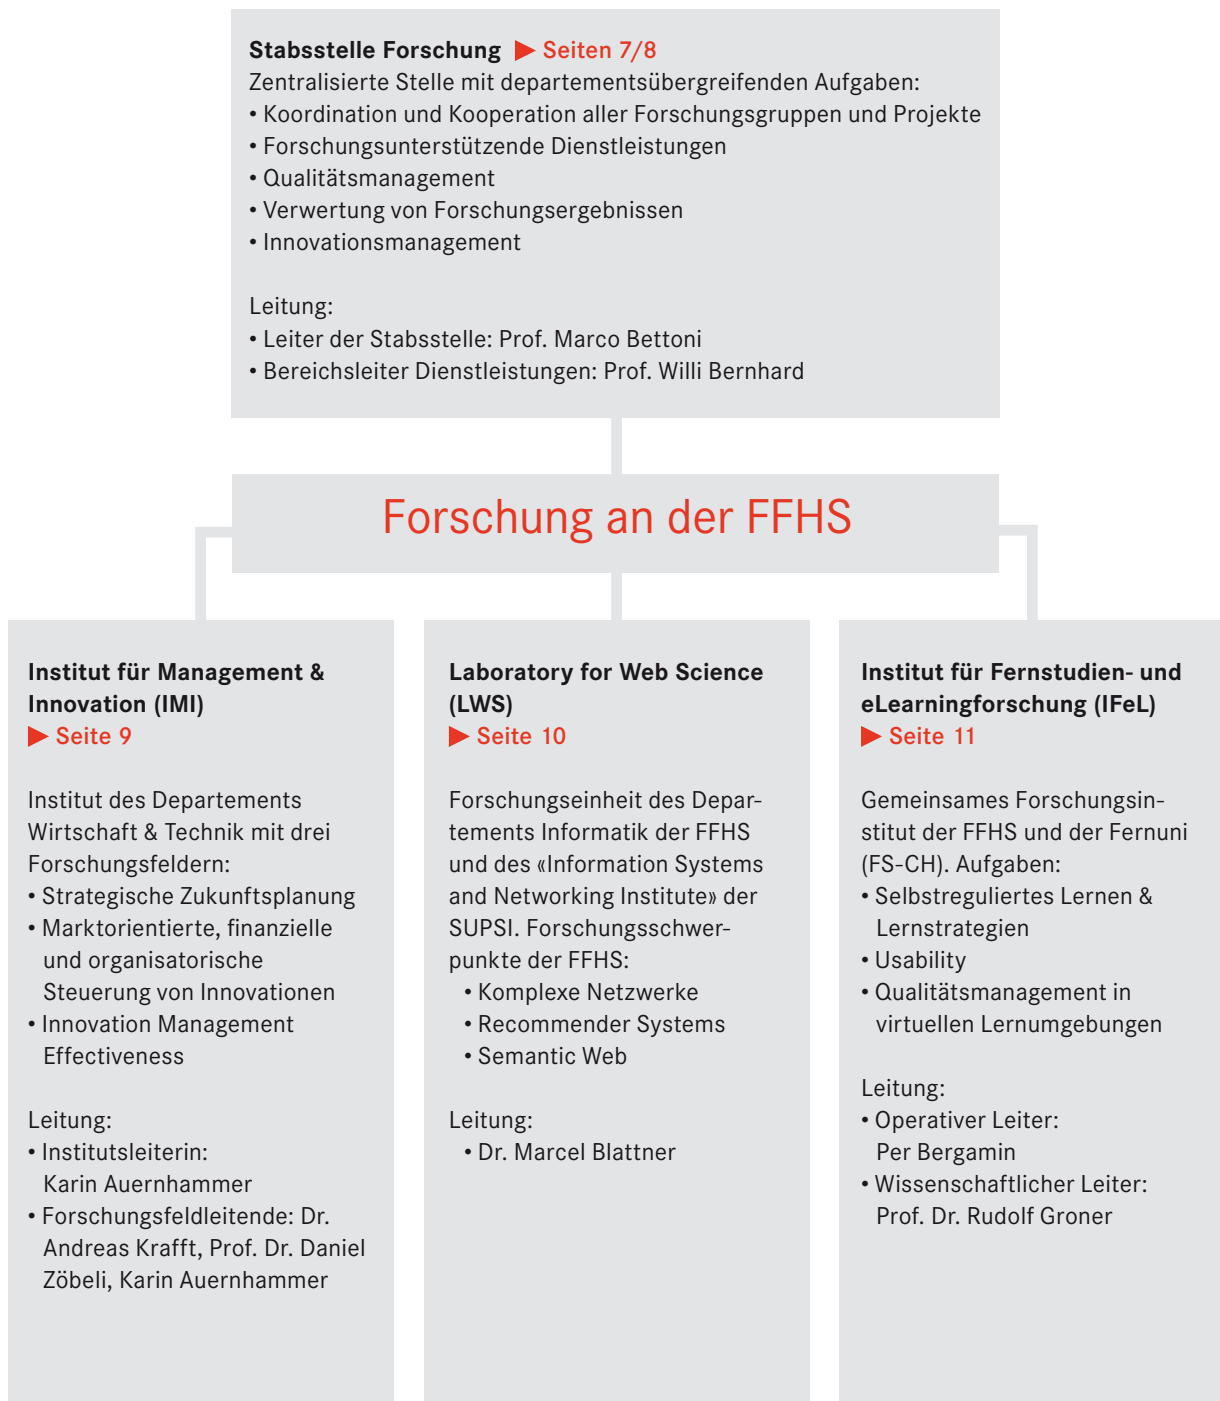 Stabsstelle Forschung ▶ Seiten 7/8
Zentralisierte Stelle mit departementsübergreifenden Aufgaben:
• Koordination und Kooperation aller Forschungsgruppen und Projekte
• Forschungsunterstützende Dienstleistungen
• Qualitätsmanagement
• Verwertung von Forschungsergebnissen
• Innovationsmanagement
Leitung:
• Leiter der Stabsstelle: Prof. Marco Bettoni
• Bereichsleiter Dienstleistungen: Prof. Willi Bernhard
Forschung an der FFHS
Institut für Management &
Innovation (IMI)
▶ Seite 9
Institut des Departements
Wirtschaft & Technik mit drei
Forschungsfeldern:
• Strategische Zukunftsplanung
• Marktorientierte, finanzielle
und organisatorische
Steuerung von Innovationen
• Innovation Management
Effectiveness
Leitung:
• Institutsleiterin:
Karin Auernhammer
• Forschungsfeldleitende: Dr.
Andreas Krafft, Prof. Dr. Daniel
Zöbeli, Karin Auernhammer
Laboratory for Web Science
(LWS)
▶ Seite 10
Forschungseinheit des Depar-
tements Informatik der FFHS
und des «Information Systems
and Networking Institute» der
SUPSI. Forschungsschwer-
punkte der FFHS:
• Komplexe Netzwerke
• Recommender Systems
• Semantic Web
Leitung:
• Dr. Marcel Blattner
Institut für Fernstudien- und
eLearningforschung (IFeL)
▶ Seite 11
Gemeinsames Forschungsin-
stitut der FFHS und der Fernuni
(FS-CH). Aufgaben:
• Selbstreguliertes Lernen &
Lernstrategien
• Usability
• Qualitätsmanagement in
virtuellen Lernumgebungen
Leitung:
• Operativer Leiter:
Per Bergamin
• Wissenschaftlicher Leiter:
Prof. Dr. Rudolf Groner